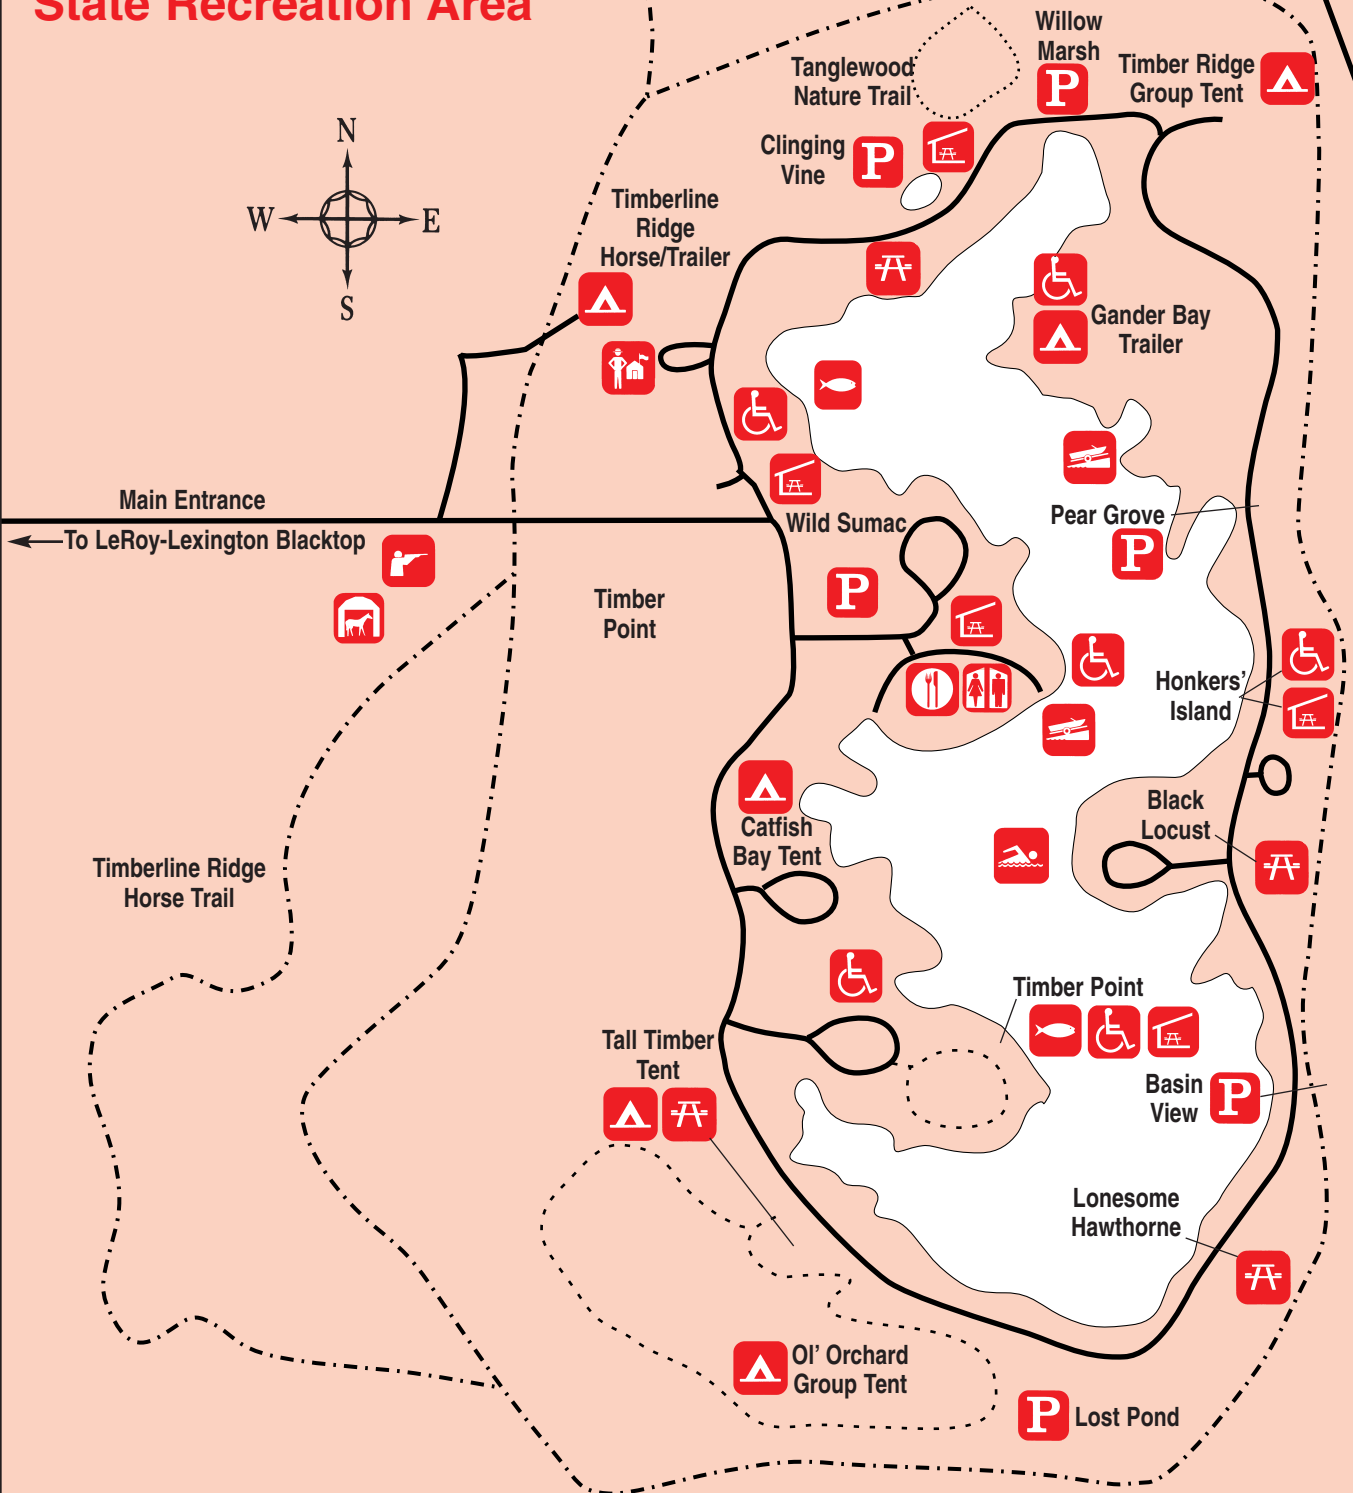 State Recreation Area
Willow
Marsh
P
Tanglewood
Nature Trail
Timber Ridge
Group Tent
Clinging
Vine
P
N
W
E
S
Timberline
Ridge
Horse/Trailer
Gander Bay
Trailer
Main Entrance
To LeRoy-Lexington Blacktop
Wild Sumac
P
Pear Grove
P
Timber
Point
Honkers'
Island
Catfish
Bay Tent
Black
Locust
Timberline Ridge
Horse Trail
Timber Point
Tall Timber
Tent
Basin
View
P
Lonesome
Hawthorne
Ol' Orchard
Group Tent
P
Lost Pond